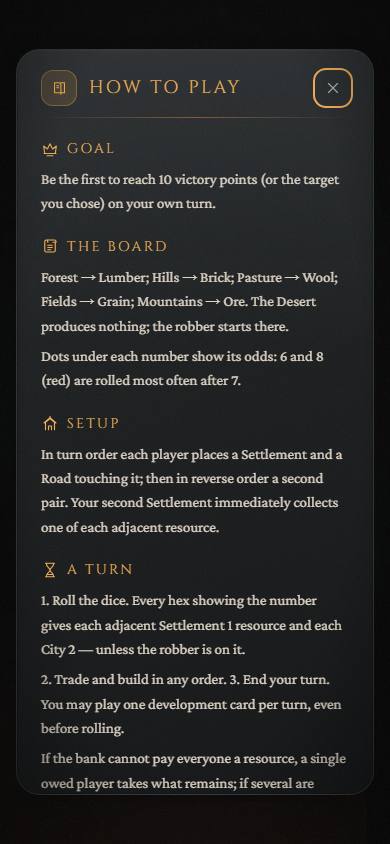 HOW TO PLAY
GOAL
Be the first to reach 10 victory points (or the target
you chose) on your own turn.
THE BOARD
Forest → Lumber; Hills → Brick; Pasture → Wool;
Fields → Grain; Mountains → Ore. The Desert
produces nothing; the robber starts there.
Dots under each number show its odds: 6 and 8
(red) are rolled most often after 7.
SETUP
In turn order each player places a Settlement and a
Road touching it; then in reverse order a second
pair. Your second Settlement immediately collects
one of each adjacent resource.
A TURN
1. Roll the dice. Every hex showing the number
gives each adjacent Settlement 1 resource and each
City 2 — unless the robber is on it.
2. Trade and build in any order. 3. End your turn.
You may play one development card per turn, even
before rolling.
If the bank cannot pay everyone a resource, a single
owed player takes what remains; if several are